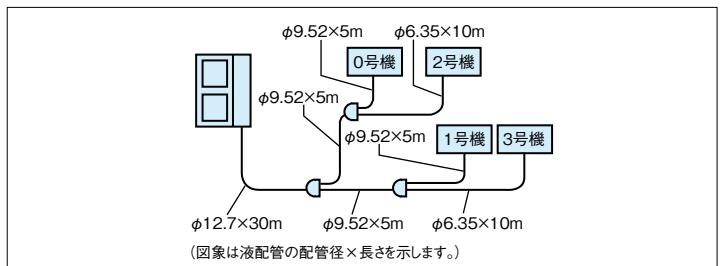 φ9.52×5m
φ6.35×10m
0号機
2号機
φ9.52×5m
φ9.52×5m
1号機
3号機
φ12.7×30m
φ9.52×5m
φ6.35×10m
(図象は液配管の配管径×長さを示します。)